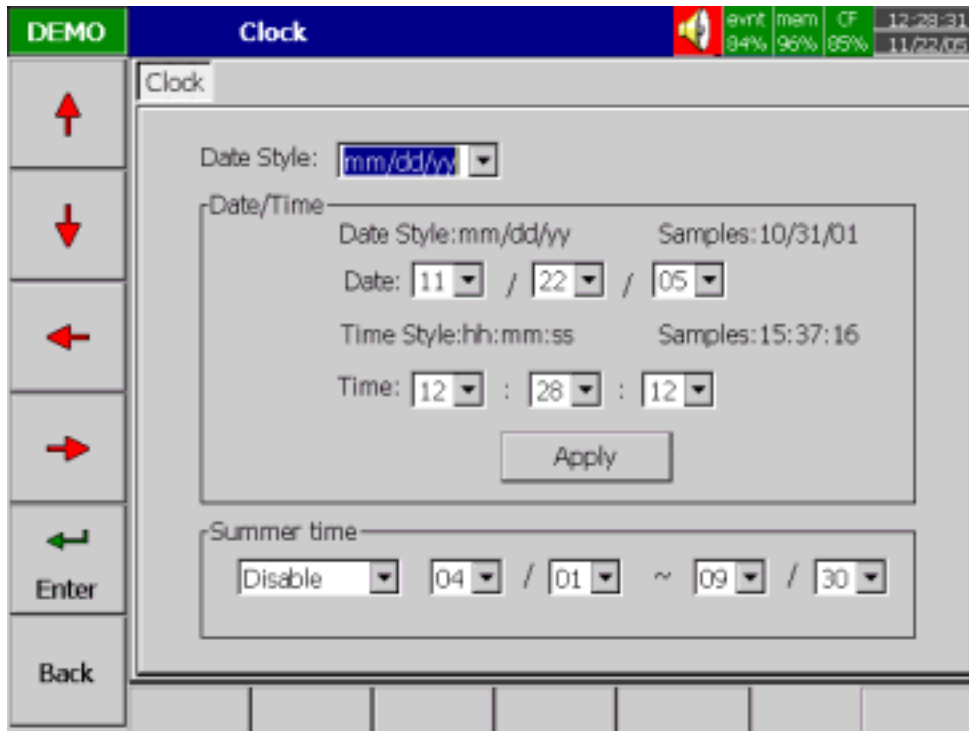 DEMO Clock evnt mem CF 12:28:31
84% 96% 85% 11/22/05
Clock
Date Style: mm/dd/yy
Date/Time
Date Style:mm/dd/yy Samples:10/31/01
Date: 11 / 22 / 05
Time Style:hh:mm:ss Samples:15:37:16
Time: 12 : 28 : 12
Apply
Summer time
Disable 04 / 01 ~ 09 / 30
Enter
Back